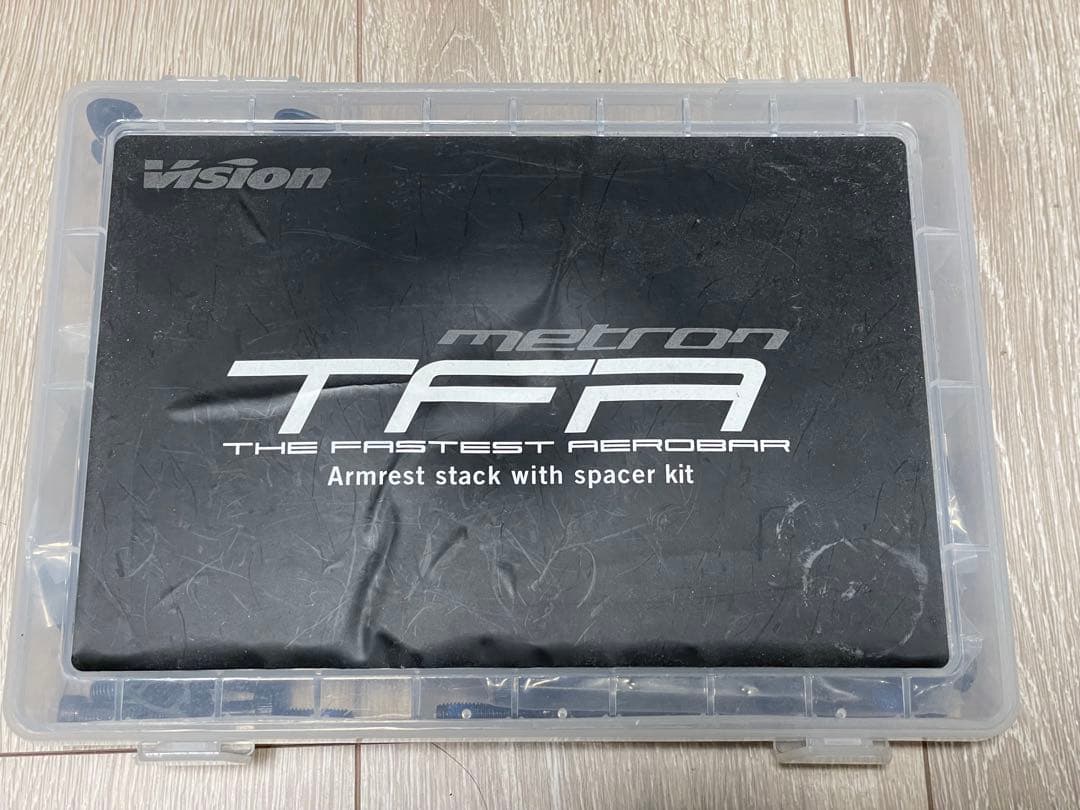 Vision
metron
TFA
THE FASTEST AEROBAR
Armrest stack with spacer kit